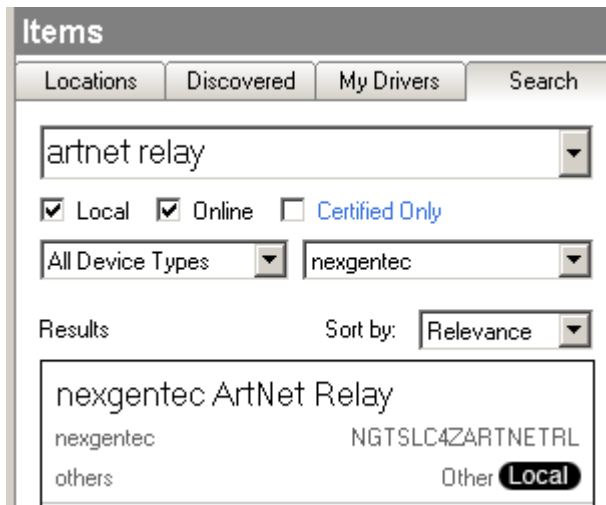 Items
Locations Discovered My Drivers Search
artnet relay
Local Online Certified Only
All Device Types nexgentec
Results Sort by: Relevance
nexgentec ArtNet Relay
nexgentec NGTSLC4ZARTNETRL
others Other Local